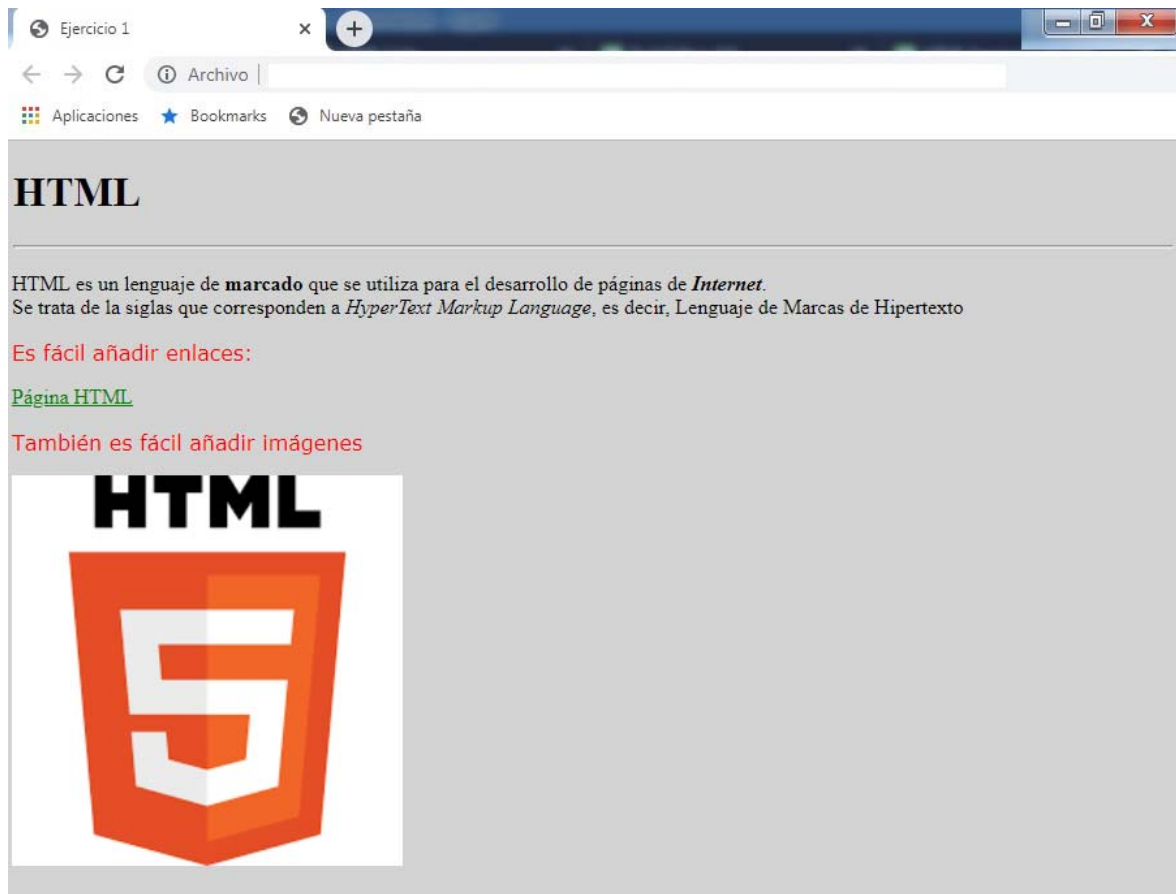 Ejercicio 1
Archivo
Aplicaciones Bookmarks Nueva pestaña
HTML
HTML es un lenguaje de marcado que se utiliza para el desarrollo de páginas de Internet.
Se trata de la siglas que corresponden a HyperText Markup Language, es decir, Lenguaje de Marcas de Hipertexto
Es fácil añadir enlaces:
Página HTML
También es fácil añadir imágenes
HTML
5